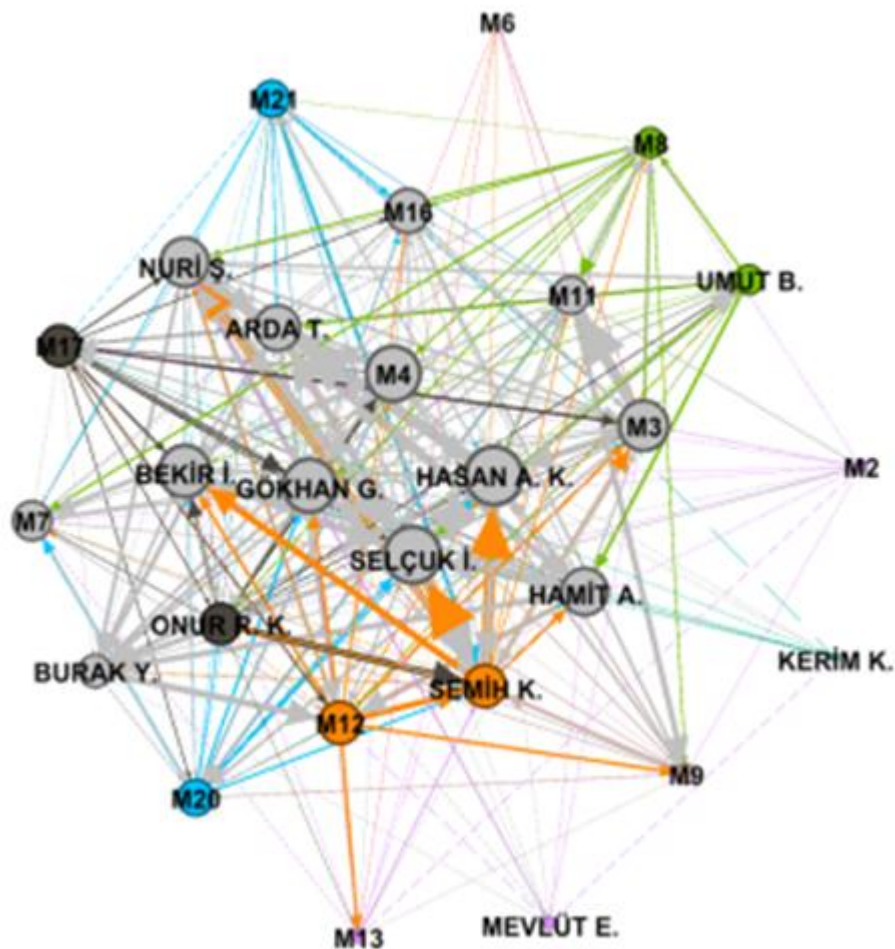 M6
M21
M8
M16
NURİ Ş.
UMUT B.
M11
ARDA T.
M17
M4
M3
BEKİR İ.
GÖKHAN G.
HASAN A. K.
M2
M7
SELÇUK İ.
HAMİT A.
ONUR R. K.
BURAK Y.
KERİM K.
SEMİH K.
M12
M9
M20
M13
MEVLÜT E.